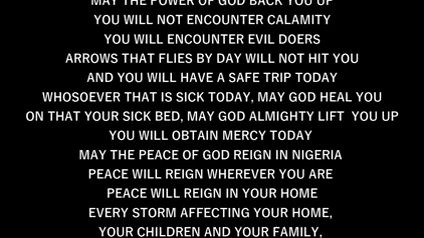 MAY THE POWER OF GOD BACK YOU UP
YOU WILL NOT ENCOUNTER CALAMITY
YOU WILL ENCOUNTER EVIL DOERS
ARROWS THAT FLIES BY DAY WILL NOT HIT YOU
AND YOU WILL HAVE A SAFE TRIP TODAY
WHOSOEVER THAT IS SICK TODAY, MAY GOD HEAL YOU
ON THAT YOUR SICK BED, MAY GOD ALMIGHTY LIFT YOU UP
YOU WILL OBTAIN MERCY TODAY
MAY THE PEACE OF GOD REIGN IN NIGERIA
PEACE WILL REIGN WHEREVER YOU ARE
PEACE WILL REIGN IN YOUR HOME
EVERY STORM AFFECTING YOUR HOME,
YOUR CHILDREN AND YOUR FAMILY,